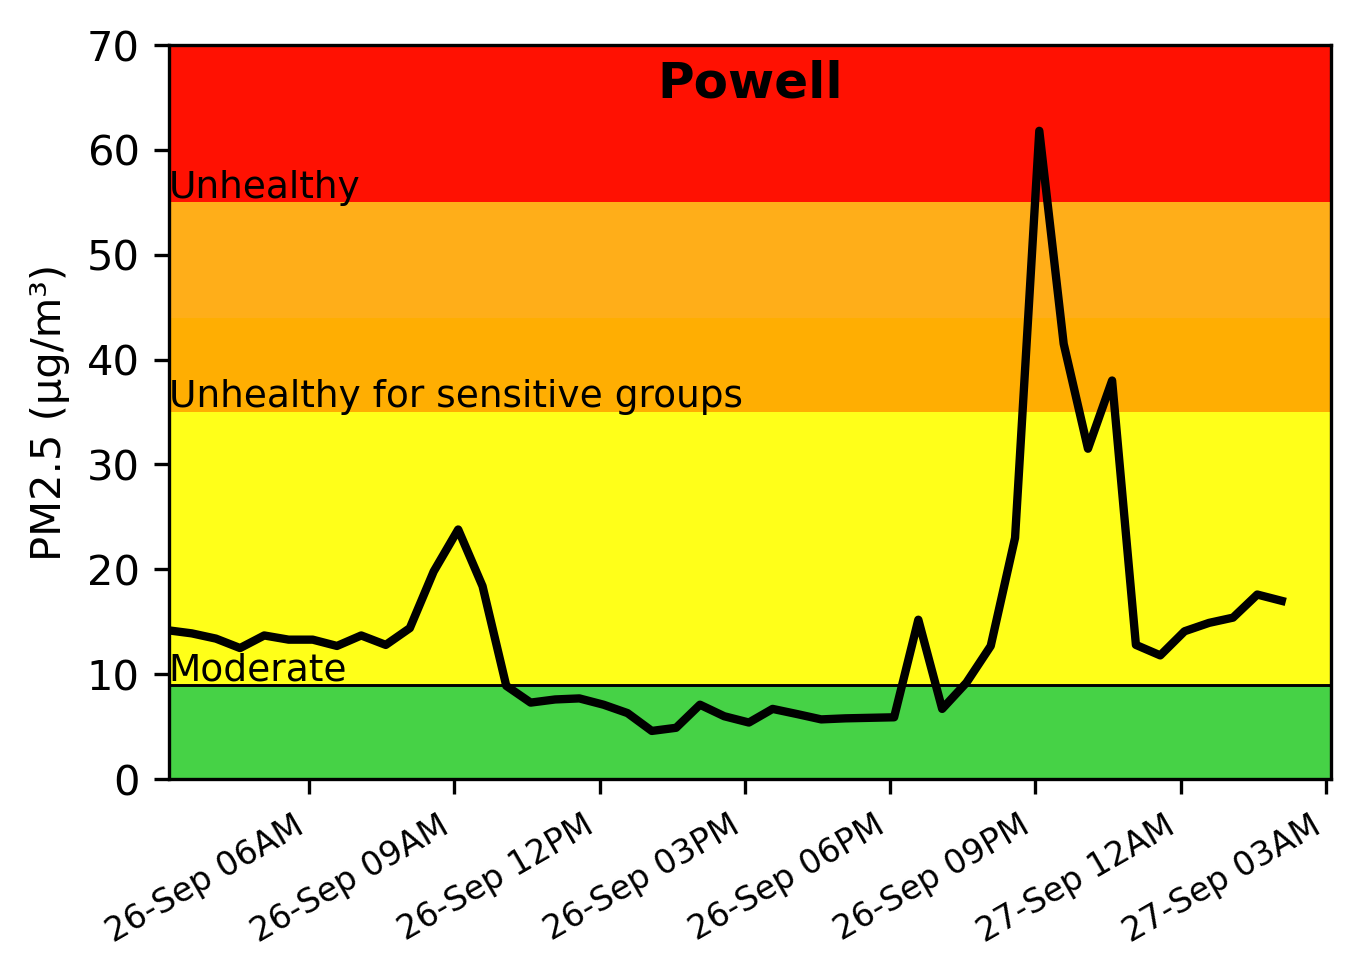 Powell
PM2.5 (µg/m³)
70
60
50
40
30
20
10
0
Unhealthy
Unhealthy for sensitive groups
Moderate
26-Sep 06AM
26-Sep 09AM
26-Sep 12PM
26-Sep 03PM
26-Sep 06PM
26-Sep 09PM
27-Sep 12AM
27-Sep 03AM